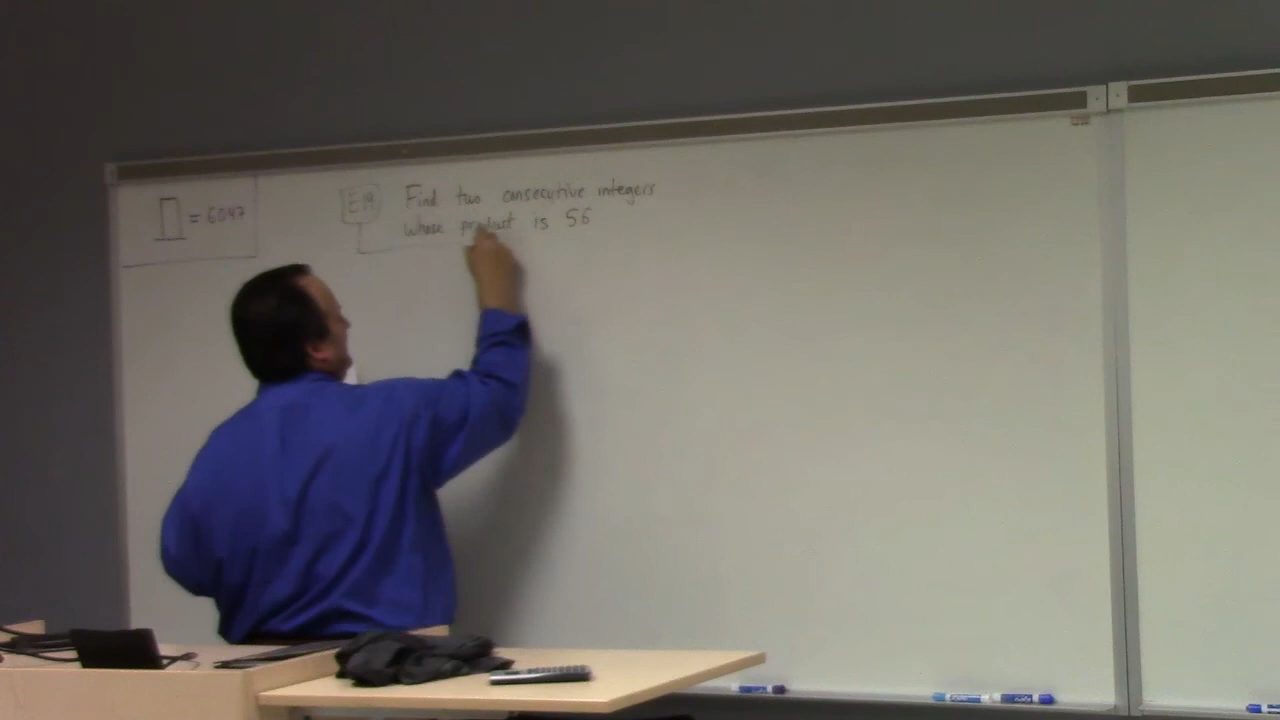 = 6047
E19 Find two consecutive integers
whose product is 56